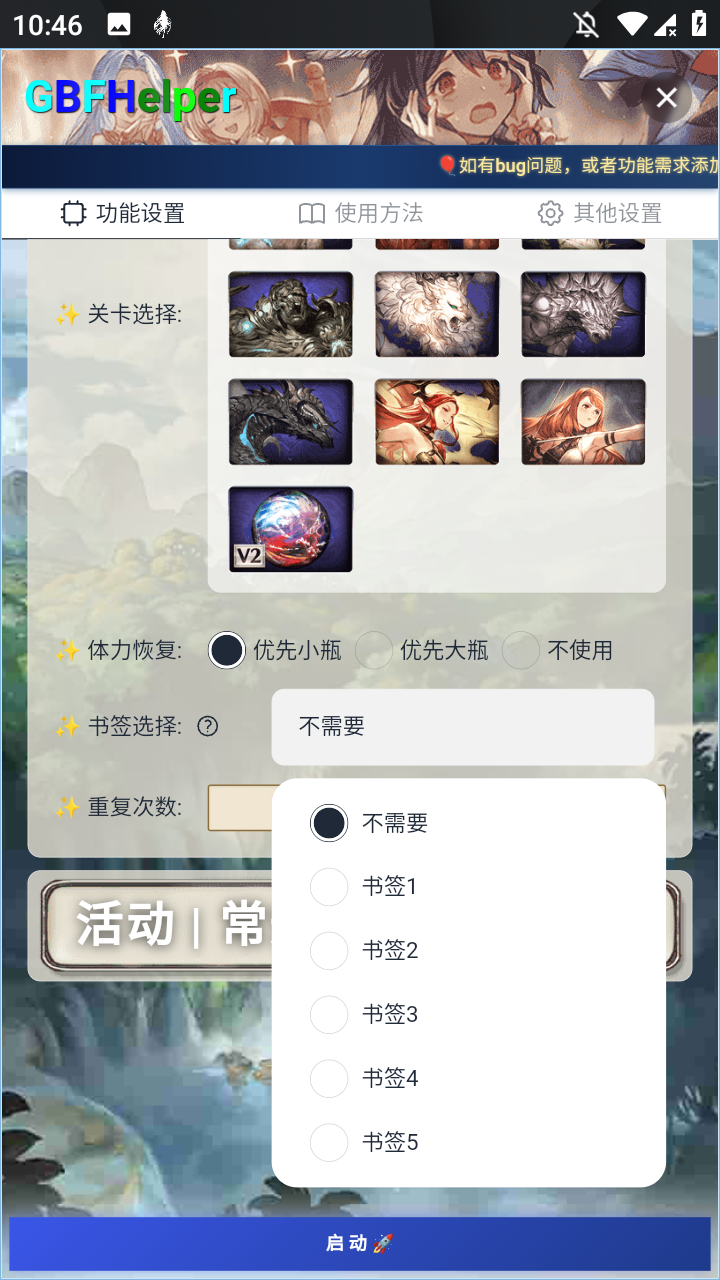 10:46
GBFHelper
🎈如有bug问题，或者功能需求添加
功能设置
使用方法
其他设置
✨ 关卡选择:
V2
✨ 体力恢复:
优先小瓶
优先大瓶
不使用
✨ 书签选择:
不需要
✨ 重复次数:
不需要
书签1
活动 | 常
书签2
书签3
书签4
书签5
启动🚀